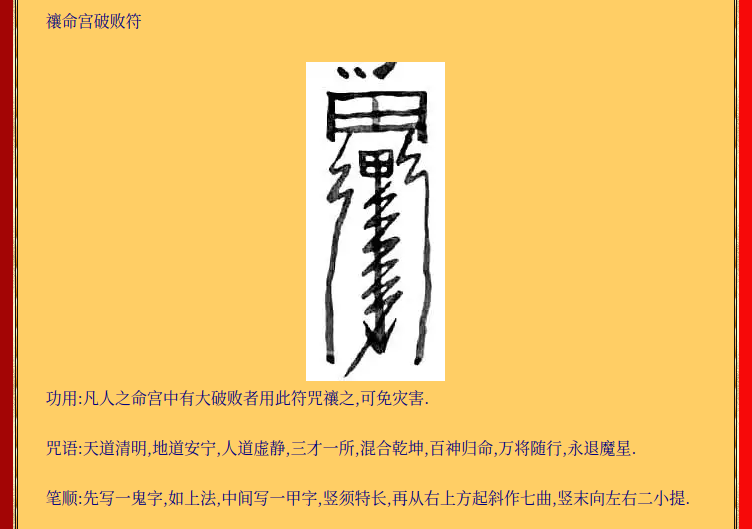 禳命宫破败符
功用:凡人之命宫中有大破败者用此符咒禳之,可免灾害.
咒语:天道清明,地道安宁,人道虚静,三才一所,混合乾坤,百神归命,万将随行,永退魔星.
笔顺:先写一鬼字,如上法,中间写一甲字,竖须特长,再从右上方起斜作七曲,竖末向左右二小提.